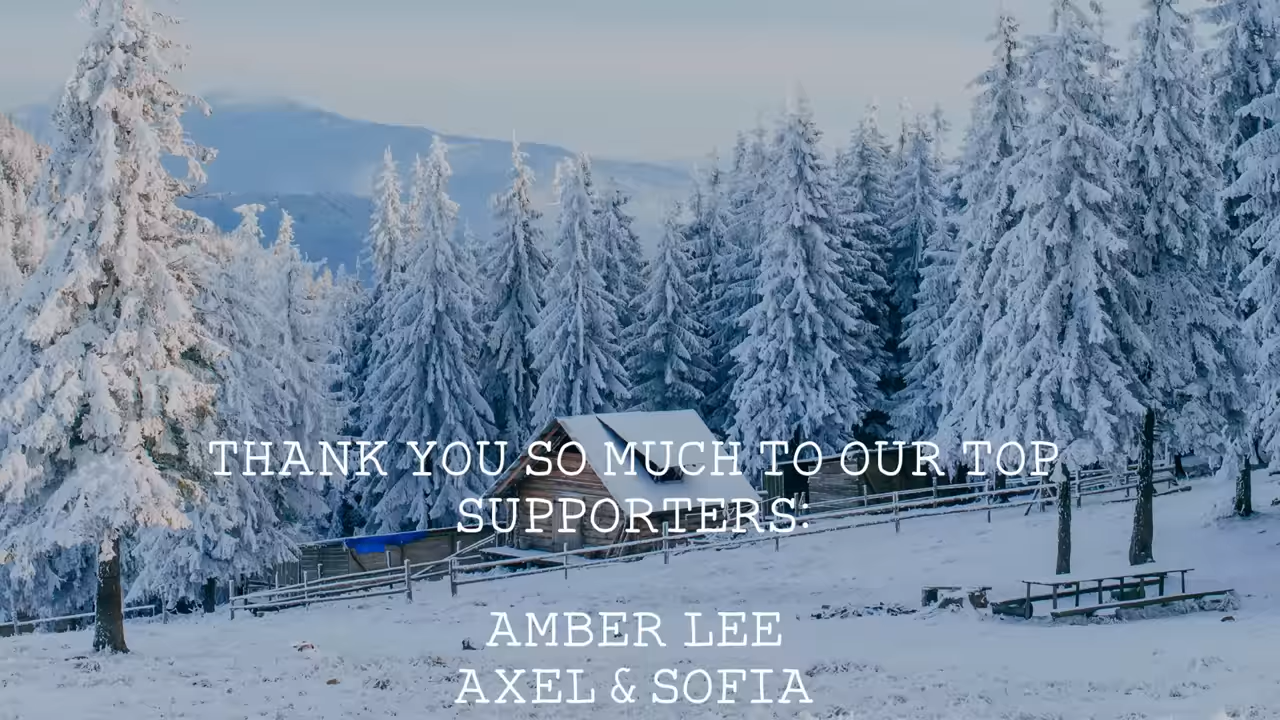 THANK YOU SO MUCH TO OUR TOP
SUPPORTERS:
AMBER LEE
AXEL & SOFIA